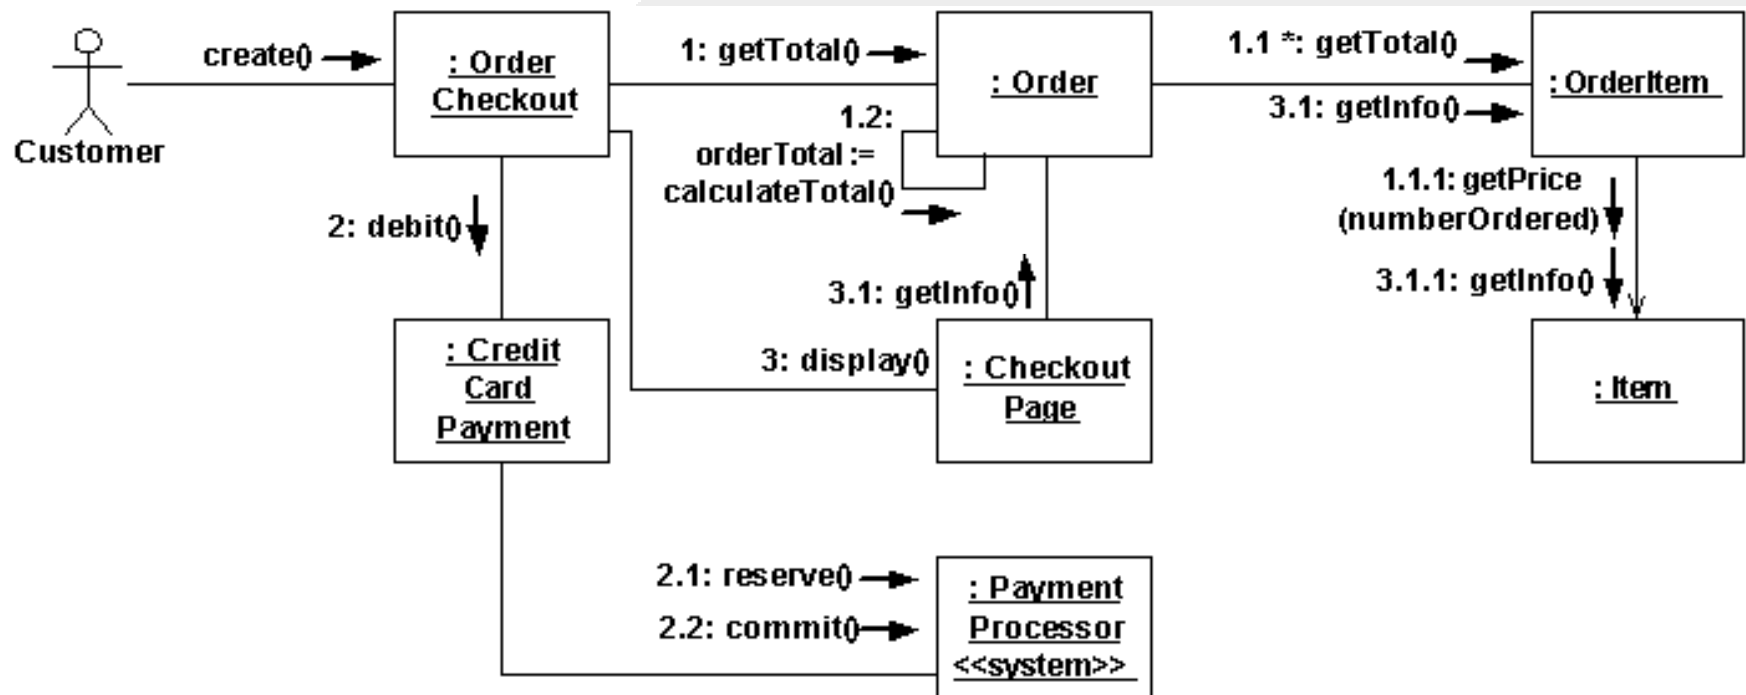 create()
: Order
Checkout
Customer
1: getTotal()
: Order
1.1 *: getTotal()
3.1: getInfo()
: OrderItem
1.2:
orderTotal :=
calculateTotal()
2: debit()
3.1: getInfo()
1.1.1: getPrice
(numberOrdered)
3.1.1: getInfo()
: Credit
Card
Payment
3: display()
: Checkout
Page
: Item
2.1: reserve()
2.2: commit()
: Payment
Processor
<<system>>